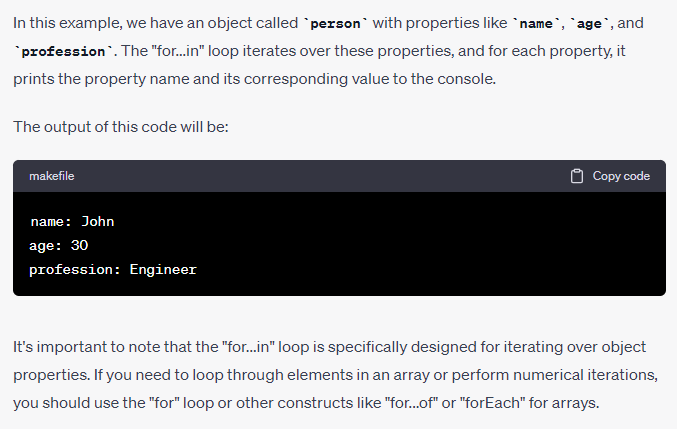 In this example, we have an object called `person` with properties like `name`, `age`, and
`profession`. The "for...in" loop iterates over these properties, and for each property, it
prints the property name and its corresponding value to the console.
The output of this code will be:
makefile Copy code
name: John
age: 30
profession: Engineer
It's important to note that the "for...in" loop is specifically designed for iterating over object
properties. If you need to loop through elements in an array or perform numerical iterations,
you should use the "for" loop or other constructs like "for...of" or "forEach" for arrays.